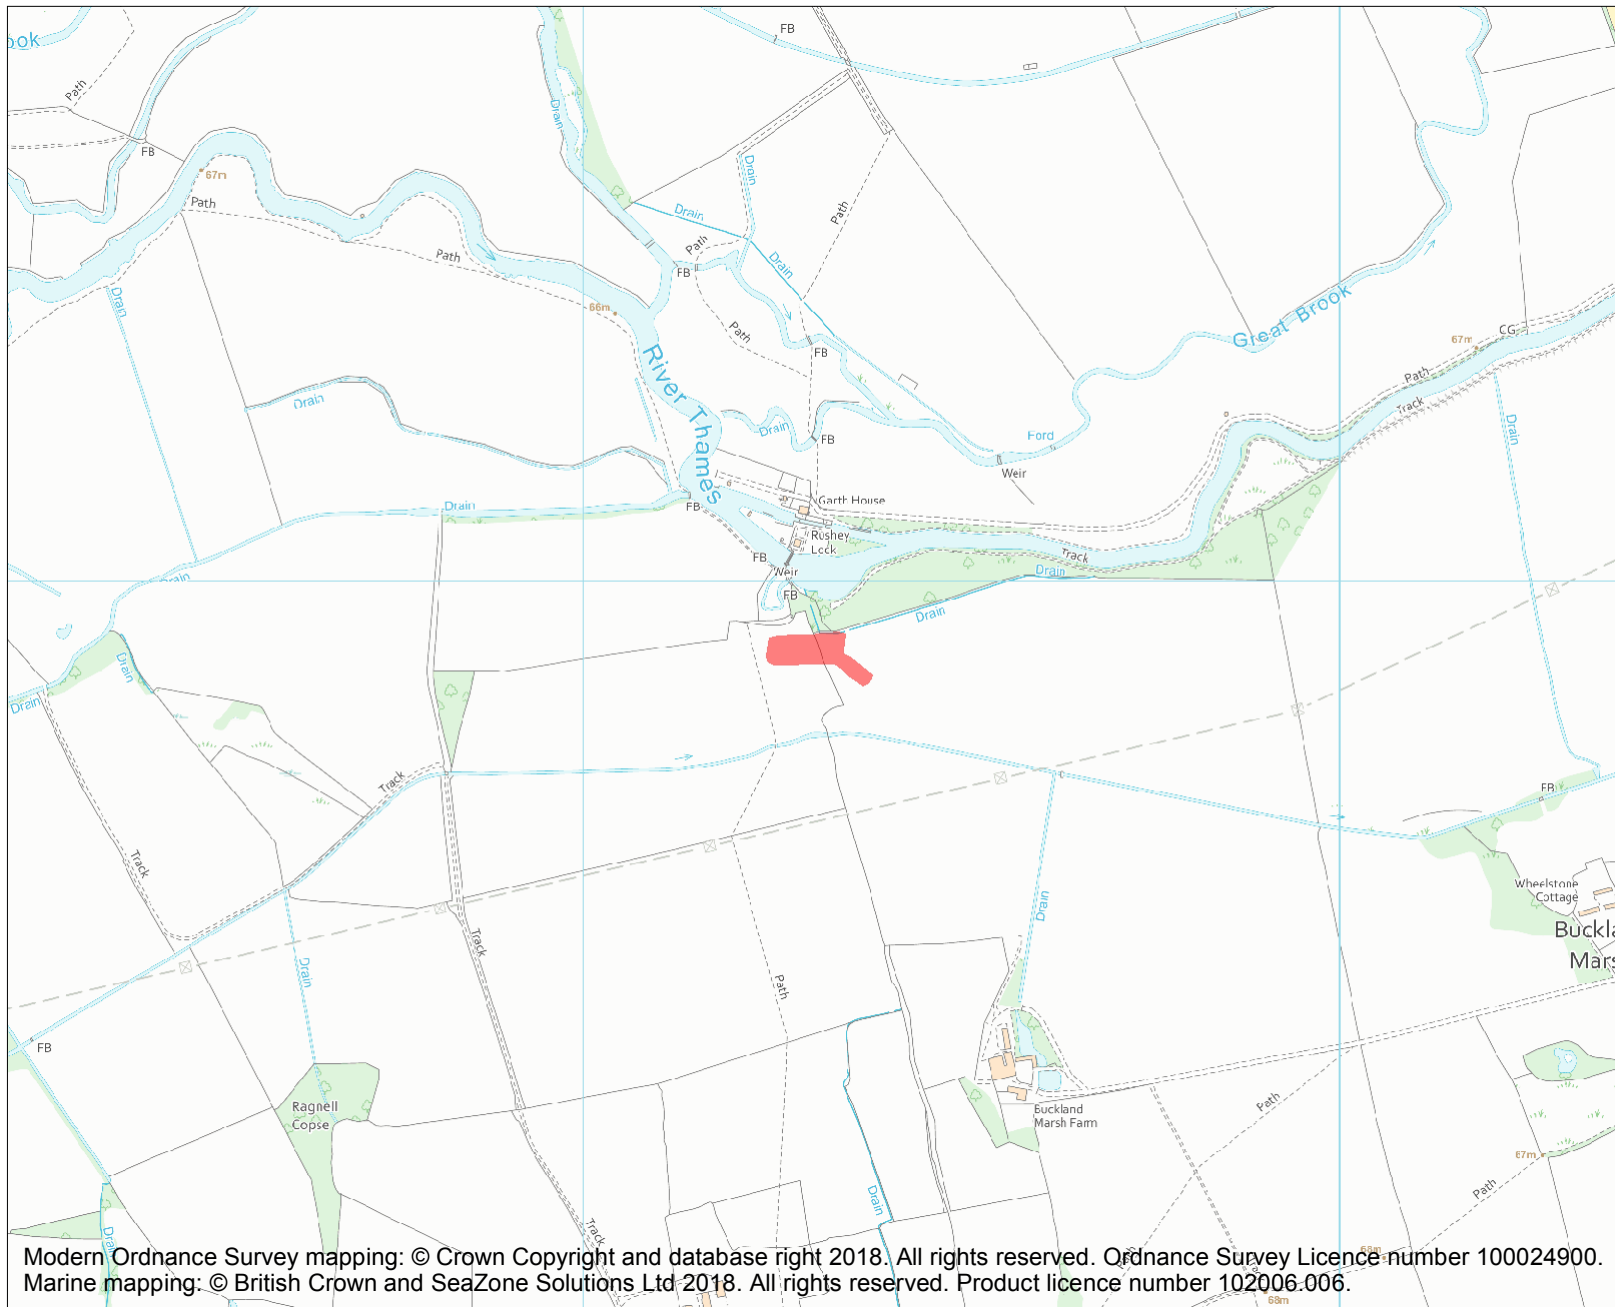 ook
FB
Path
Drain
FB
67m
Path
Drain
Drain
Path
Path
FB
Drain
Path
Drain
66m
Path
FB
Great Brook
CG
67m
Path
Track
River Thames
Drain
Drain
FB
Ford
Weir
Drain
Drain
FB
Garth House
Rushey
Lock
FB
Weir
FB
Track
Drain
Drain
Drain
Drain
Drain
Track
Track
Track
FB
Wheelstone
Cottage
Buckla
Mars
Drain
Drain
Path
FB
Ragnell
Copse
Buckland
Marsh Farm
Path
67m
Path
Drain
Track
Drain
Path
Track
68m
68m
Modern Ordnance Survey mapping: © Crown Copyright and database right 2018. All rights reserved. Ordnance Survey Licence number 100024900.
Marine mapping: © British Crown and SeaZone Solutions Ltd 2018. All rights reserved. Product licence number 102006.006.